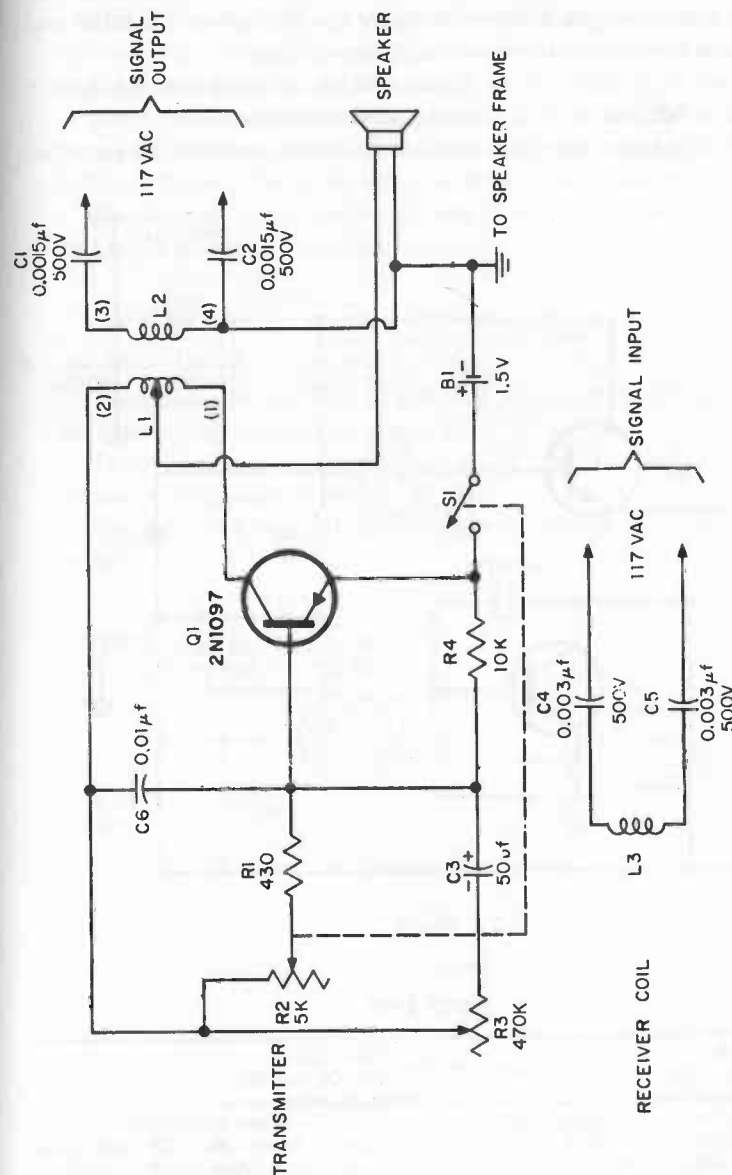 TRANSMITTER
R2
5K
R3
470K
R1
430
C6
0.01µf
C3
50uf
-
+
Q1
2N1097
R4
10K
L1
(2)
(1)
(3)
L2
(4)
C1
0.0015µf
500V
C2
0.0015µf
500V
117 VAC
SIGNAL
OUTPUT
SPEAKER
TO SPEAKER FRAME
S1
B1
+
-
1.5V
RECEIVER COIL
L3
C4
0.003µf
500V
C5
0.003µf
500V
117 VAC
SIGNAL INPUT